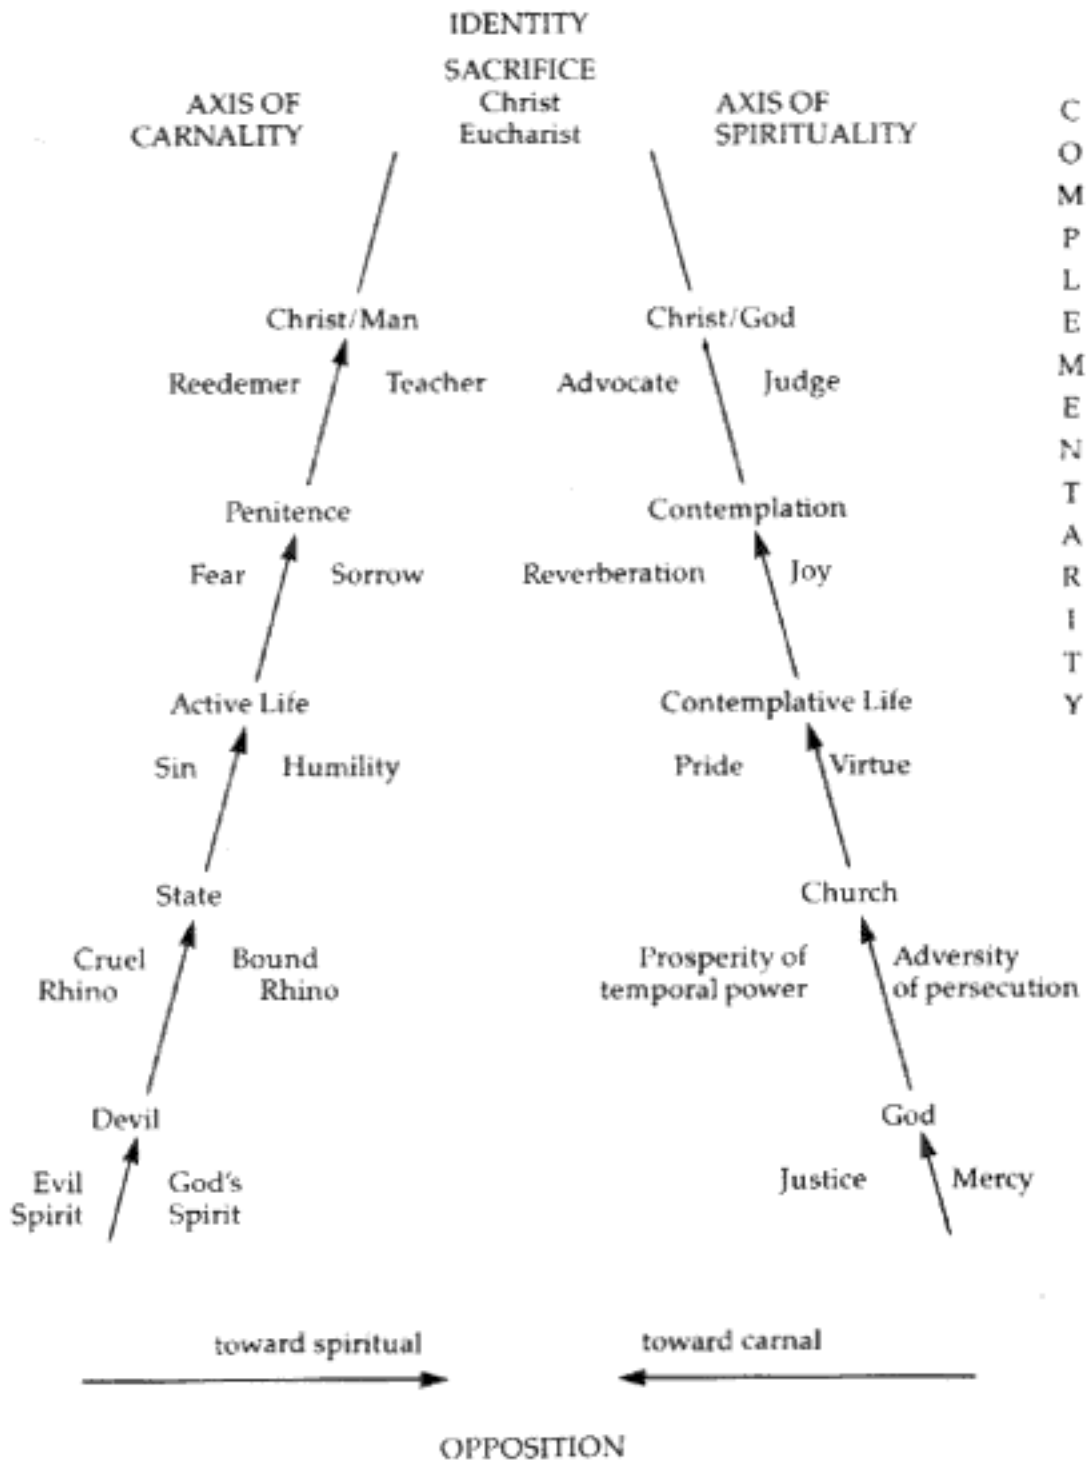 IDENTITY
SACRIFICE
Christ
Eucharist
AXIS OF
CARNALITY
AXIS OF
SPIRITUALITY
COMPLEMENTARITY
Christ/Man
Christ/God
Reedemer
Teacher
Advocate
Judge
Penitence
Contemplation
Fear
Sorrow
Reverberation
Joy
Active Life
Contemplative Life
Sin
Humility
Pride
Virtue
State
Church
Cruel
Rhino
Bound
Rhino
Prosperity of
temporal power
Adversity
of persecution
Devil
God
Evil
Spirit
God's
Spirit
Justice
Mercy
toward spiritual
toward carnal
OPPOSITION